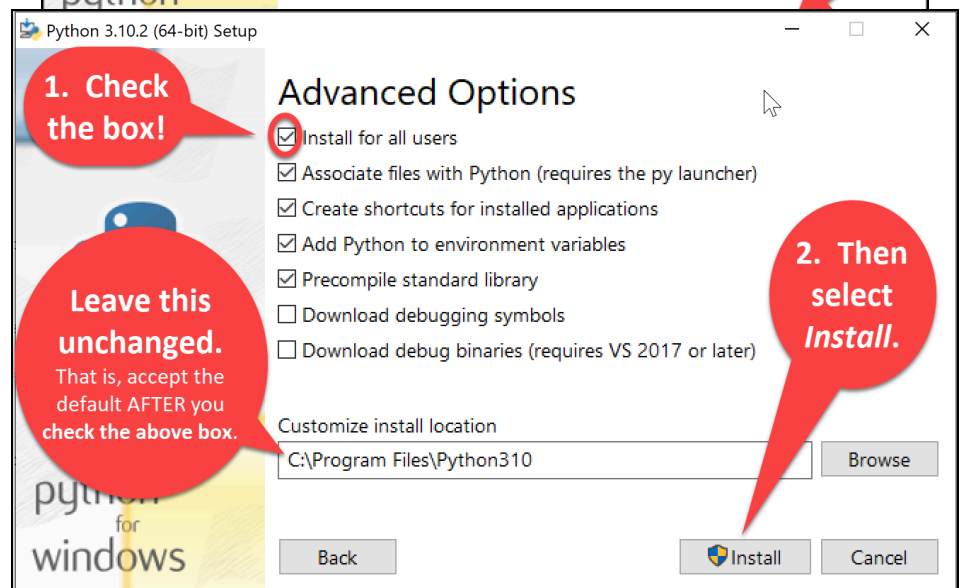 python
Python 3.10.2 (64-bit) Setup
1. Check
the box!
Advanced Options
Install for all users
Associate files with Python (requires the py launcher)
Create shortcuts for installed applications
Add Python to environment variables
Precompile standard library
Download debugging symbols
Download debug binaries (requires VS 2017 or later)
2. Then
select
Install.
Leave this
unchanged.
That is, accept the
default AFTER you
check the above box.
Customize install location
C:\Program Files\Python310
Browse
python
for
windows
Back
Install
Cancel